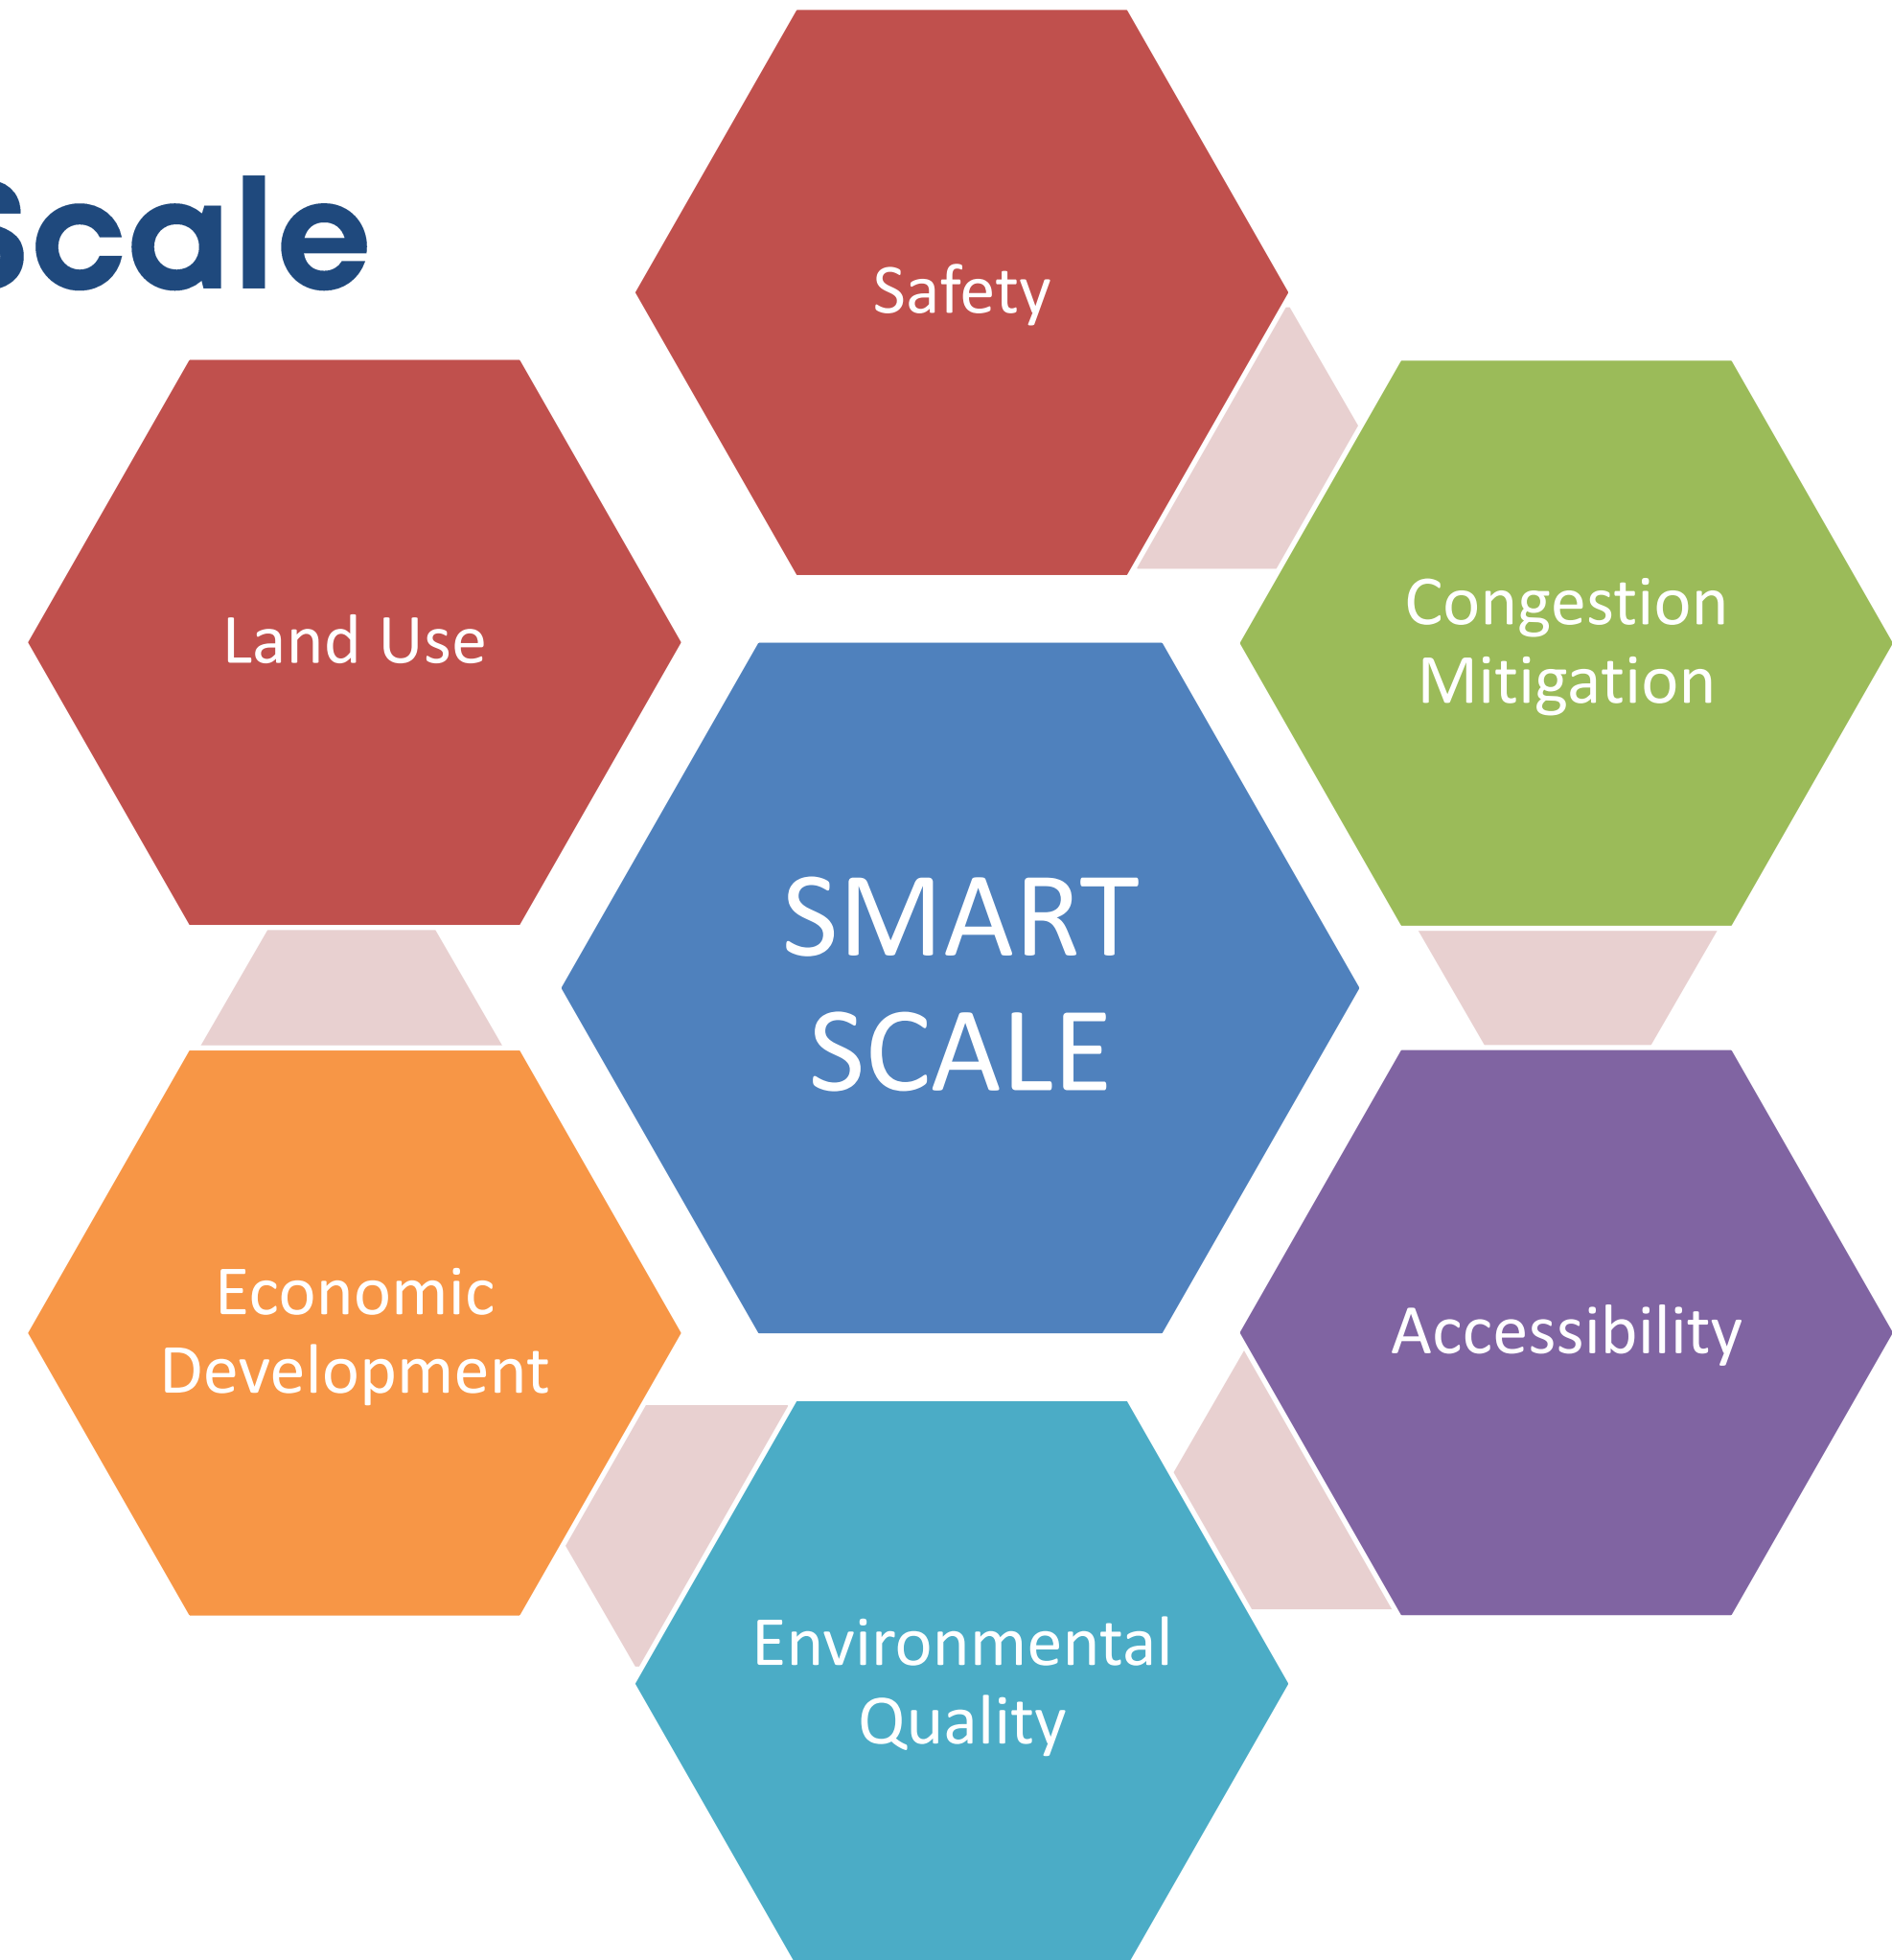 Scale
Safety
Land Use
Congestion
Mitigation
SMART
SCALE
Economic
Development
Accessibility
Environmental
Quality